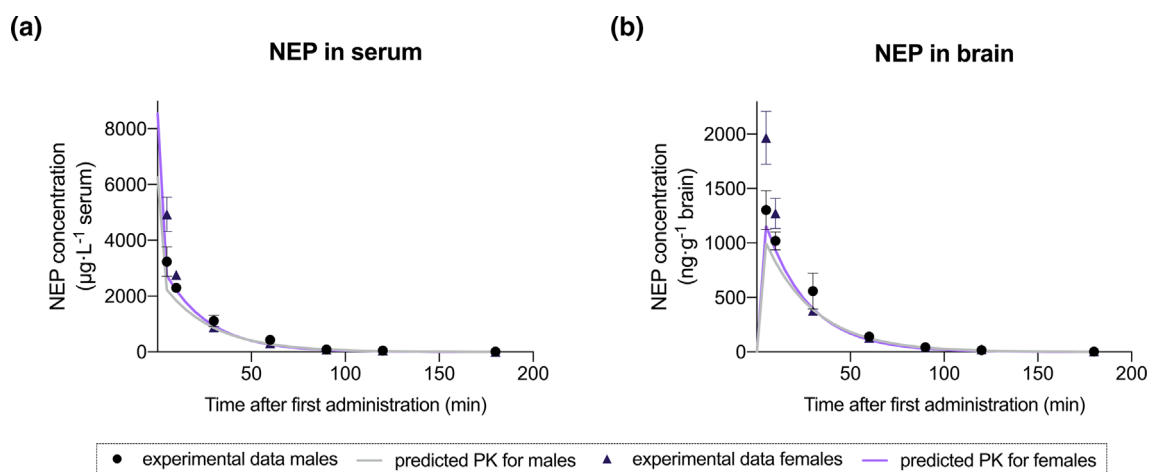 (a)
NEP in serum
NEP concentration
(µg·L⁻¹ serum)
8000
6000
4000
2000
0
0
50
100
150
200
Time after first administration (min)
(b)
NEP in brain
NEP concentration
(ng·g⁻¹ brain)
2000
1500
1000
500
0
0
50
100
150
200
Time after first administration (min)
experimental data males
predicted PK for males
experimental data females
predicted PK for females